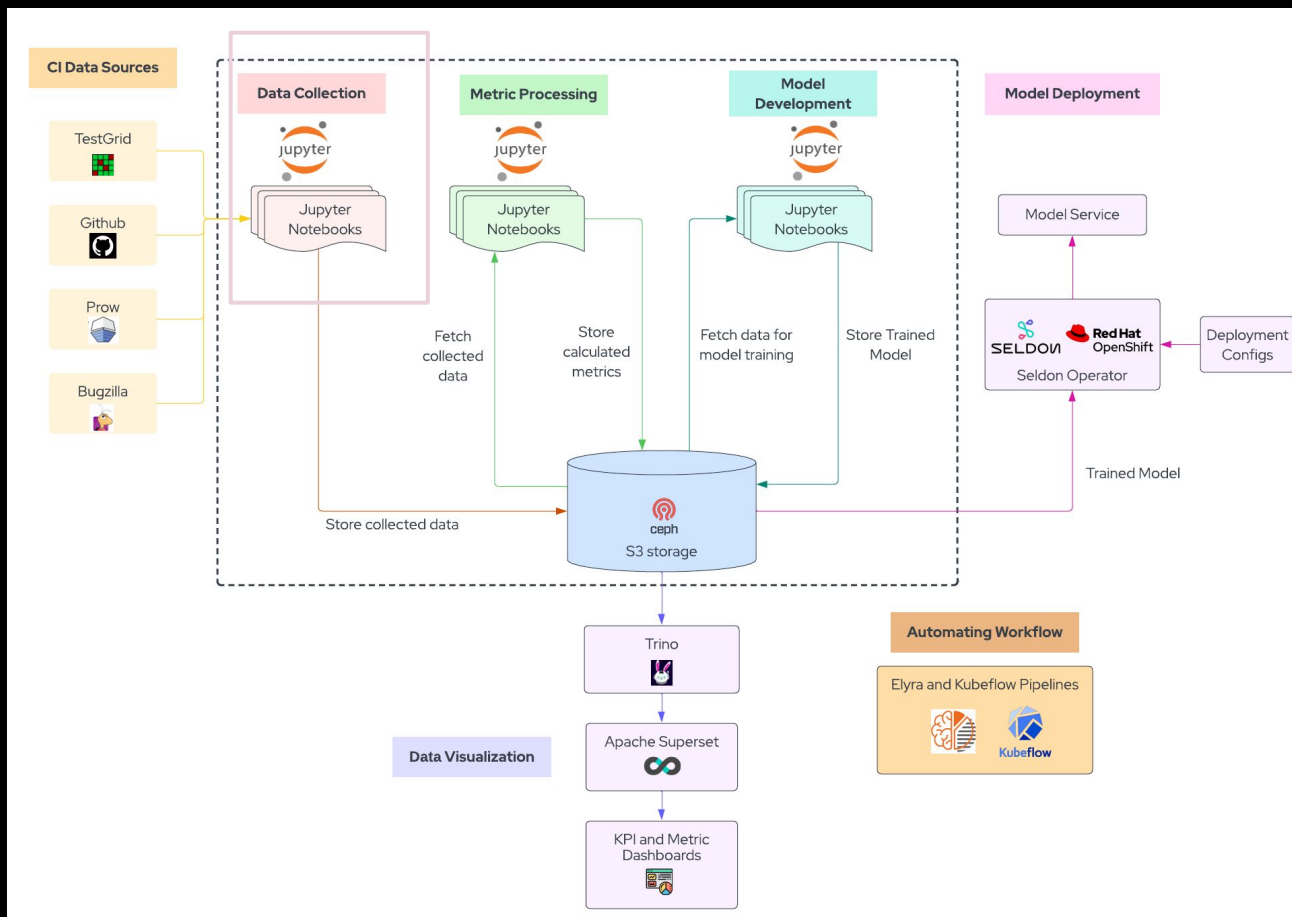 CI Data Sources
TestGrid
Github
Prow
Bugzilla
Data Collection
jupyter
Jupyter
Notebooks
Metric Processing
jupyter
Jupyter
Notebooks
Model
Development
jupyter
Jupyter
Notebooks
Fetch
collected
data
Store
calculated
metrics
Fetch data for
model training
Store Trained
Model
Store collected data
ceph
S3 storage
Model Deployment
Model Service
SELDON
Red Hat
OpenShift
Seldon Operator
Deployment
Configs
Trained Model
Trino
Data Visualization
Apache Superset
KPI and Metric
Dashboards
Automating Workflow
Elyra and Kubeflow Pipelines
Kubeflow